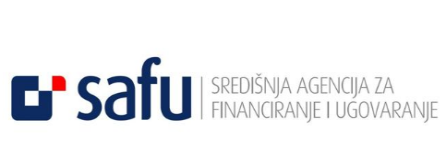 safu
SREDIŠNJA AGENCIJA ZA
FINANCIRANJE I UGOVARANJE